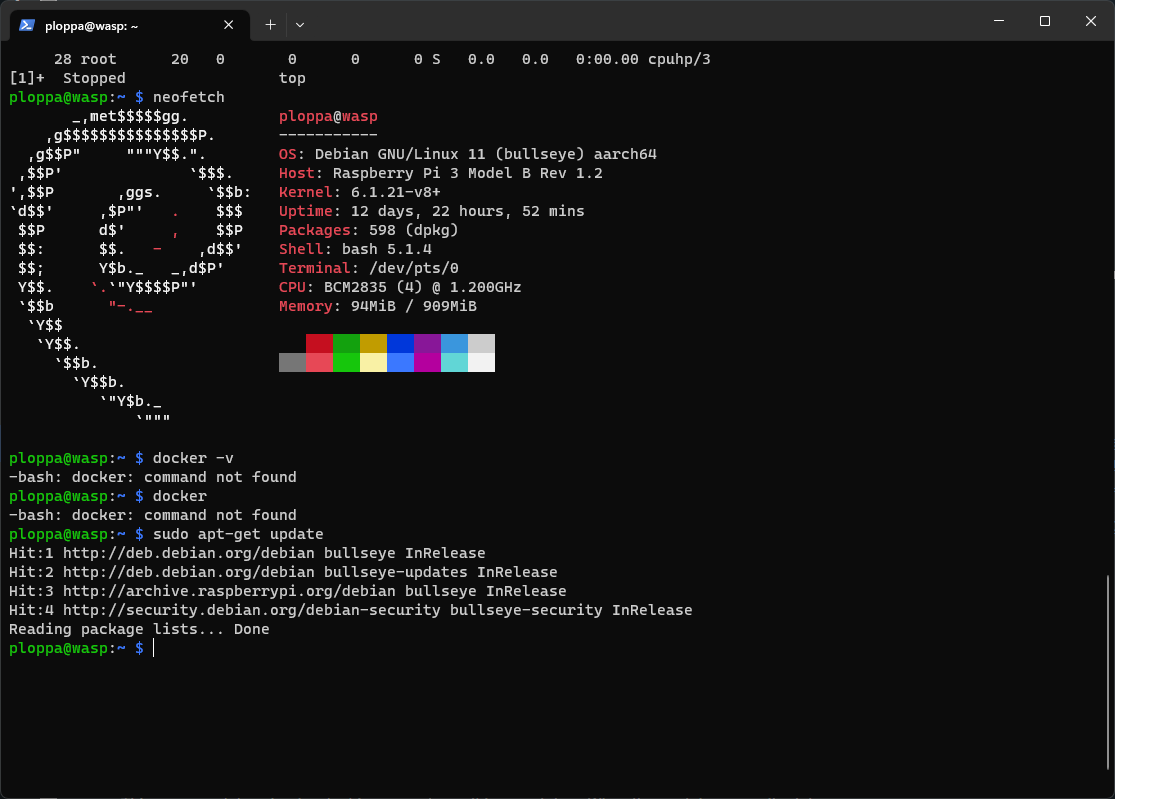 ploppa@wasp: ~
28 root 20 0 0 0 0 S 0.0 0.0 0:00.00 cpuhp/3
[1]+ Stopped top
ploppa@wasp:~ $ neofetch
_,met$$$$$gg. ploppa@wasp
,g$$$$$$$$$$$$$$$P. -----------
,g$$P" """Y$$.". OS: Debian GNU/Linux 11 (bullseye) aarch64
,$$P' `$$$. Host: Raspberry Pi 3 Model B Rev 1.2
',$$P ,ggs. `$$b: Kernel: 6.1.21-v8+
`d$$' ,$P"' . $$$ Uptime: 12 days, 22 hours, 52 mins
$$P d$' , $$P Packages: 598 (dpkg)
$$: $$. - ,d$$' Shell: bash 5.1.4
$$; Y$b._ _,d$P' Terminal: /dev/pts/0
Y$$. `.`"Y$$$$P"' CPU: BCM2835 (4) @ 1.200GHz
`$$b "-.__ Memory: 94MiB / 909MiB
`Y$$
`Y$$.
`$$b.
`Y$$b.
`"Y$b._
`"""
ploppa@wasp:~ $ docker -v
-bash: docker: command not found
ploppa@wasp:~ $ docker
-bash: docker: command not found
ploppa@wasp:~ $ sudo apt-get update
Hit:1 http://deb.debian.org/debian bullseye InRelease
Hit:2 http://deb.debian.org/debian bullseye-updates InRelease
Hit:3 http://archive.raspberrypi.org/debian bullseye InRelease
Hit:4 http://security.debian.org/debian-security bullseye-security InRelease
Reading package lists... Done
ploppa@wasp:~ $